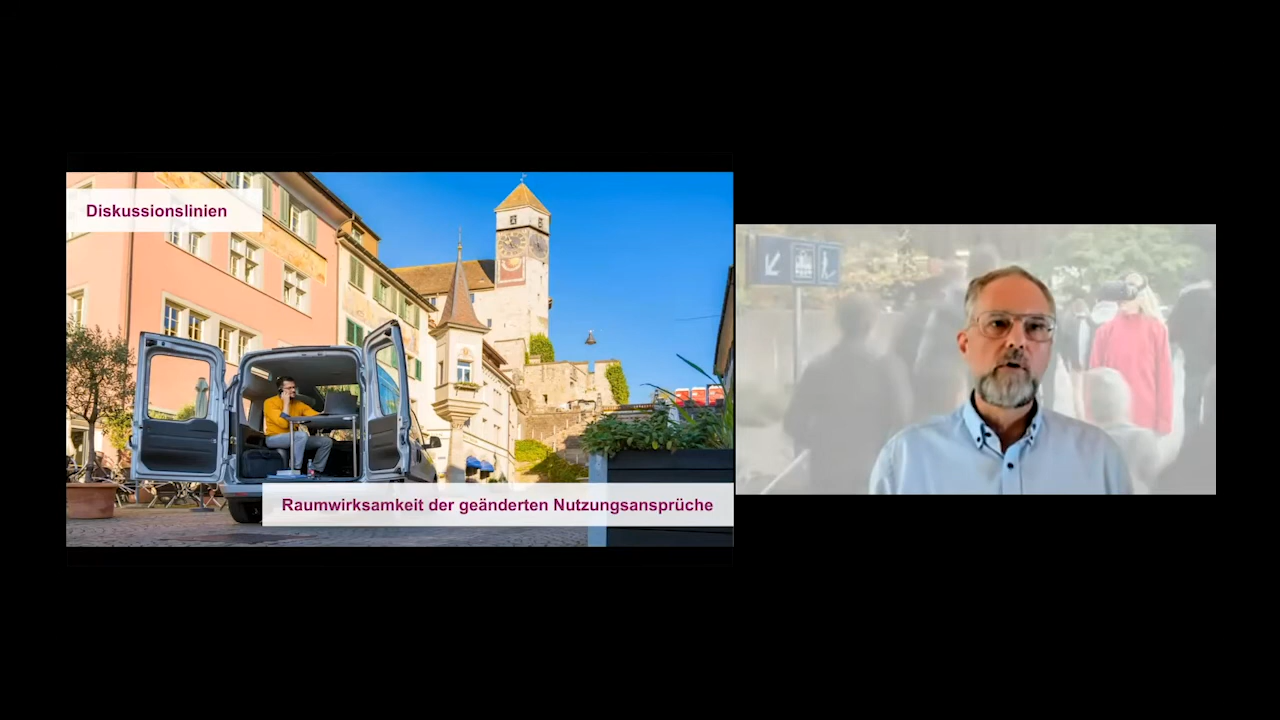 Diskussionslinien
Raumwirksamkeit der geänderten Nutzungsansprüche